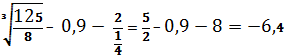 ∛(125/8) − 0,9 − 2/(1/4) = 5/2 − 0,9 − 8 = −6,4